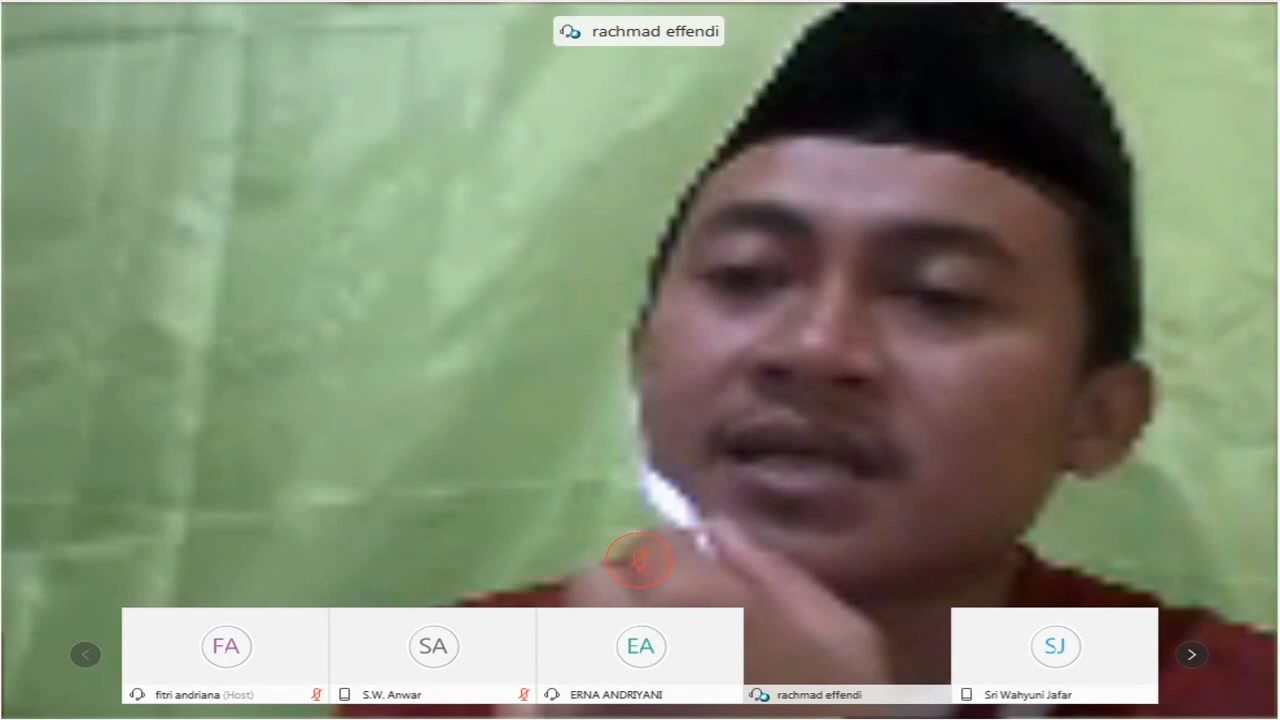 rachmad effendi
FA
SA
EA
SJ
fitri andriana (Host)
S.W. Anwar
ERNA ANDRIYANI
rachmad effendi
Sri Wahyuni Jafar